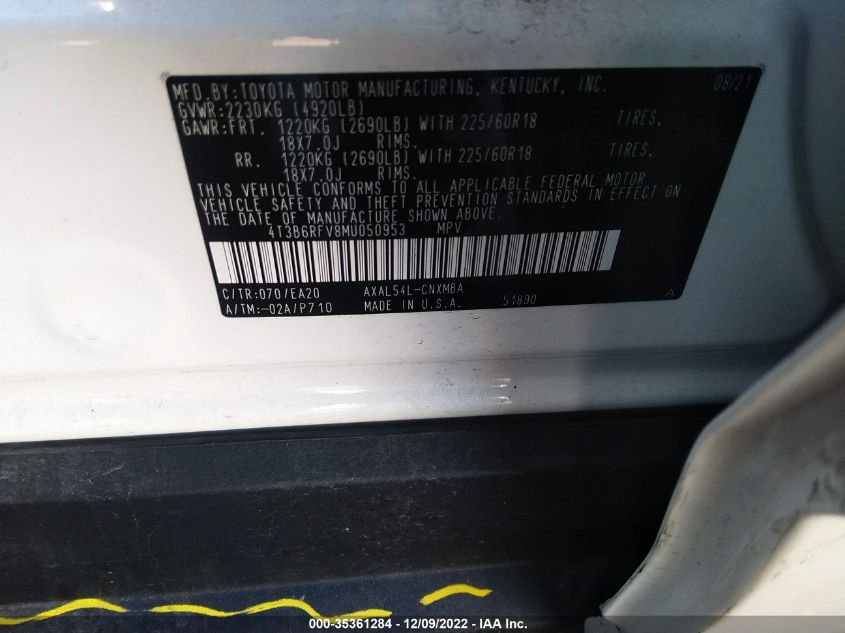 MFD.BY:TOYOTA MOTOR MANUFACTURING, KENTUCKY, INC. 08/21
GVWR:2230KG (4920LB)
GAWR:FRT. 1220KG (2690LB) WITH 225/60R18 TIRES,
18X7.0J RIMS.
RR. 1220KG (2690LB) WITH 225/60R18 TIRES,
18X7.0J RIMS.
THIS VEHICLE CONFORMS TO ALL APPLICABLE FEDERAL MOTOR
VEHICLE SAFETY AND THEFT PREVENTION STANDARDS IN EFFECT ON
THE DATE OF MANUFACTURE SHOWN ABOVE.
4T3B6RFV8MU050953 MPV
C/TR:070/EA20 AXAL54L-CNXMBA
A/TM:-02A/P710 MADE IN U.S.A. 51890
000-35361284 - 12/09/2022 - IAA Inc.